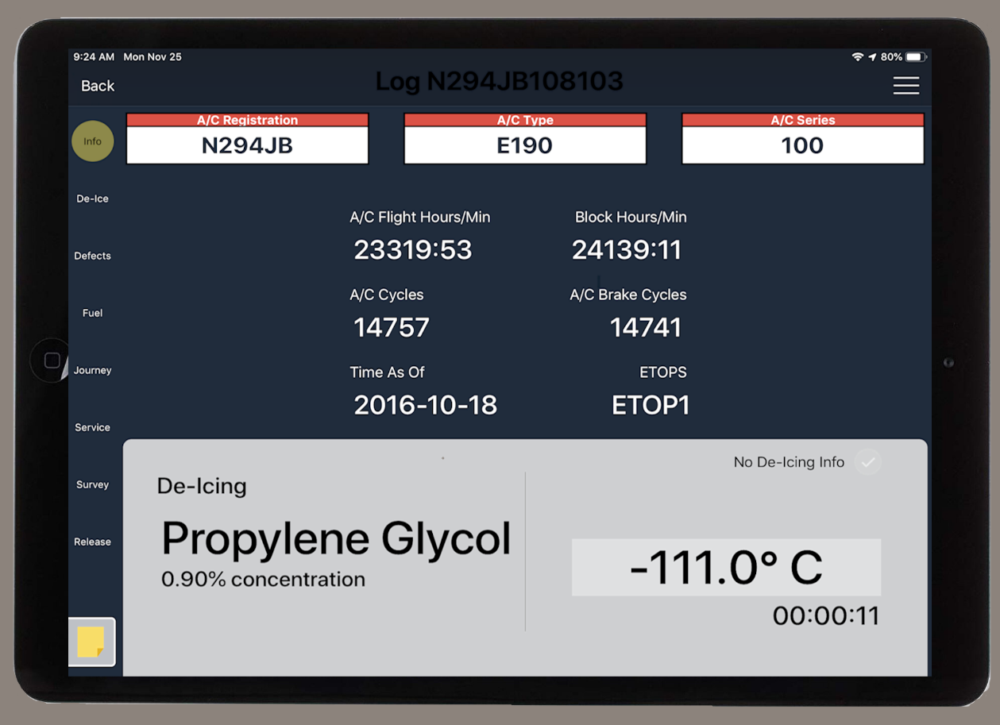 9:24 AM Mon Nov 25 80%
Back
Log N294JB108103
A/C Registration A/C Type A/C Series
N294JB E190 100
Info
De-Ice
Defects
Fuel
Journey
Service
Survey
Release
A/C Flight Hours/Min Block Hours/Min
23319:53 24139:11
A/C Cycles A/C Brake Cycles
14757 14741
Time As Of ETOPS
2016-10-18 ETOP1
No De-Icing Info
De-Icing
Propylene Glycol
0.90% concentration
-111.0° C
00:00:11